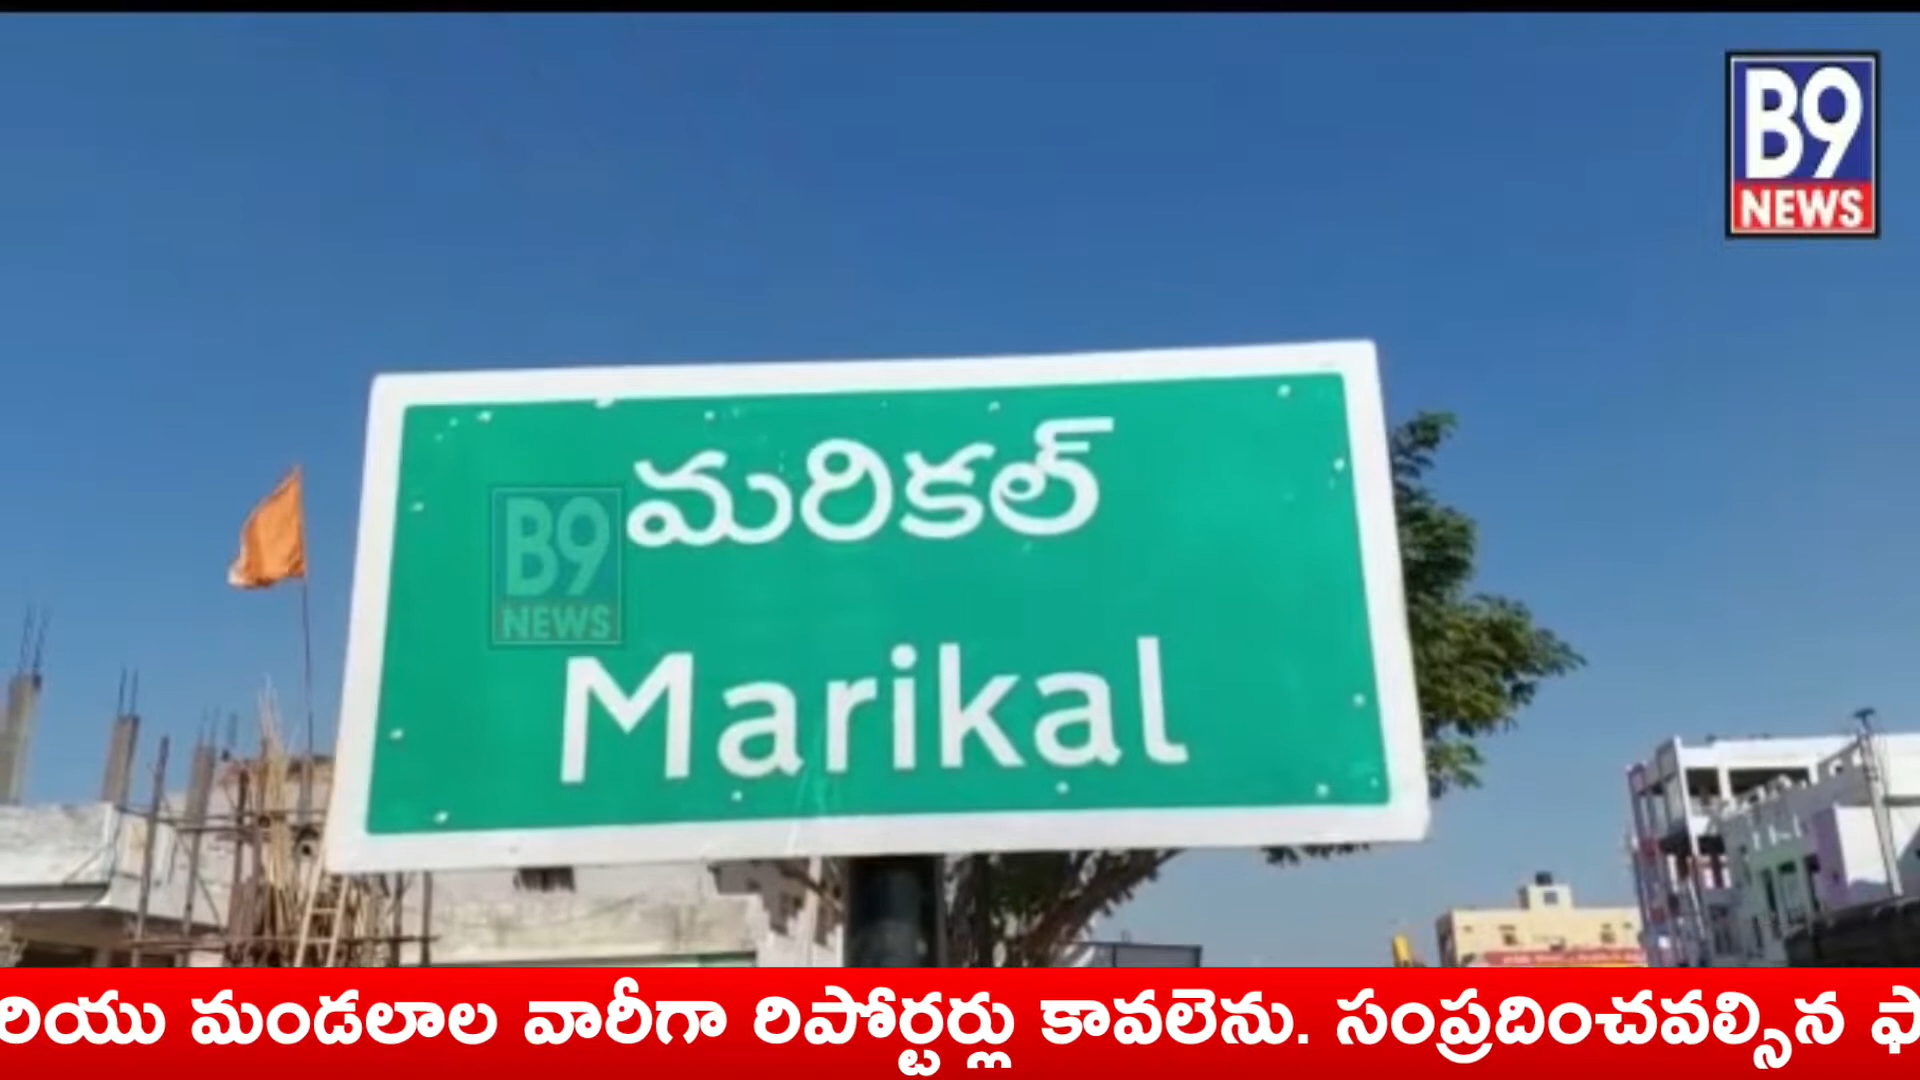 B9
NEWS
మరికల్
B9
NEWS
Marikal
మండలాల వారీగా రిపోర్టర్లు కావలెను. సంప్రదించవల్సిన